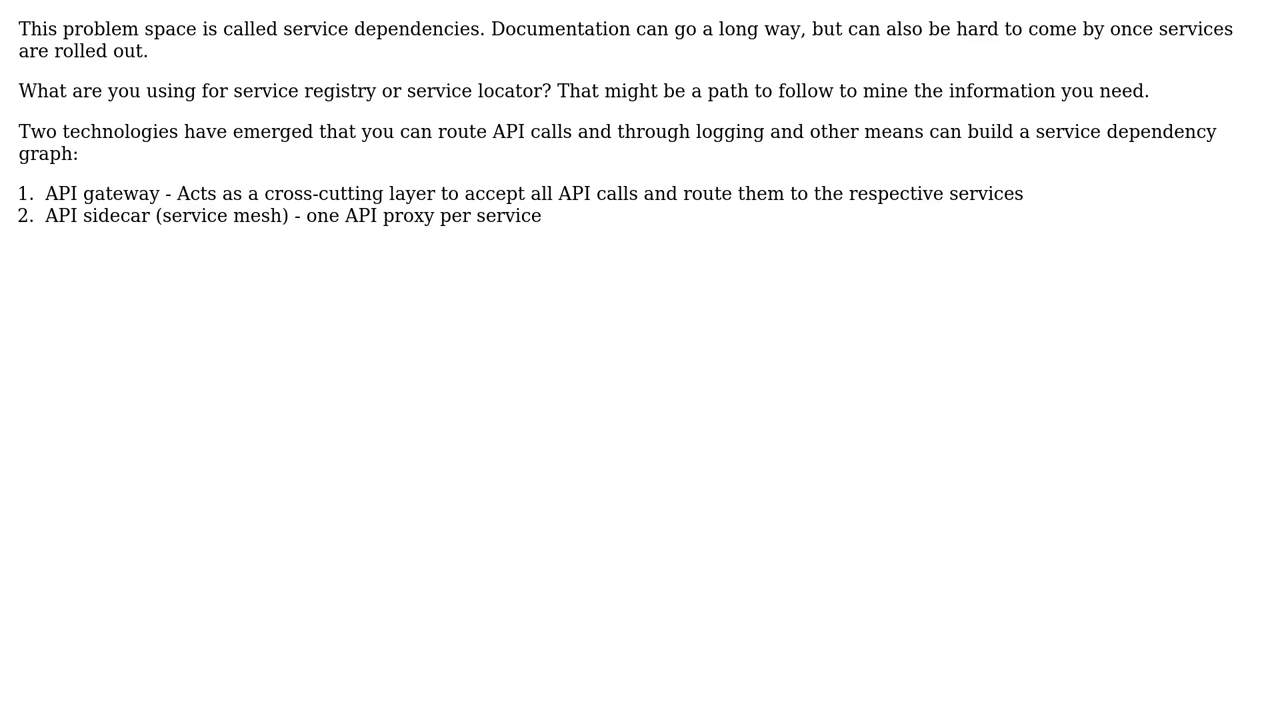 This problem space is called service dependencies. Documentation can go a long way, but can also be hard to come by once services
are rolled out.
What are you using for service registry or service locator? That might be a path to follow to mine the information you need.
Two technologies have emerged that you can route API calls and through logging and other means can build a service dependency
graph:
1. API gateway - Acts as a cross-cutting layer to accept all API calls and route them to the respective services
2. API sidecar (service mesh) - one API proxy per service